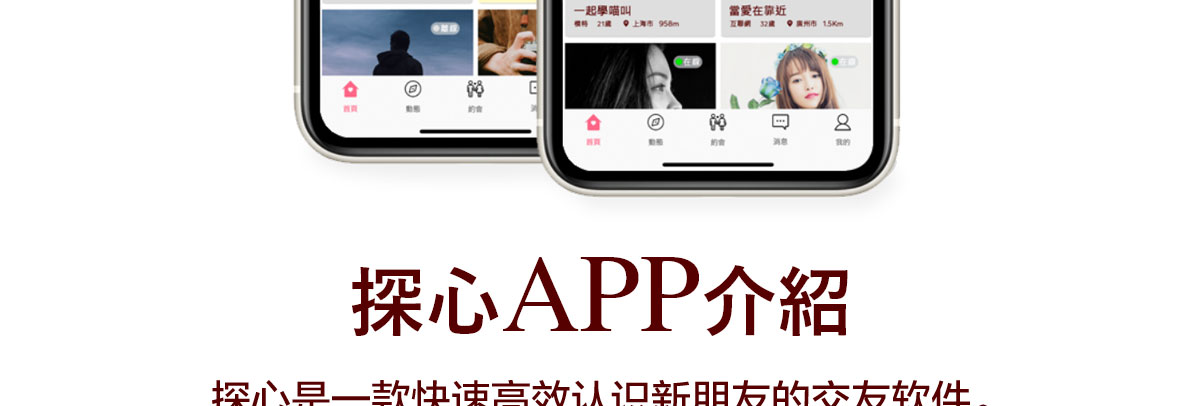 一起學喵叫
模特 21歲 上海市 958m
當愛在靠近
互聯網 32歲 廣州市 1.5Km
離線
在線
在線
首頁 動態 約會
首頁 動態 約會 消息 我的
探心APP介紹
探心是一款快速高效认识新朋友的交友软件。